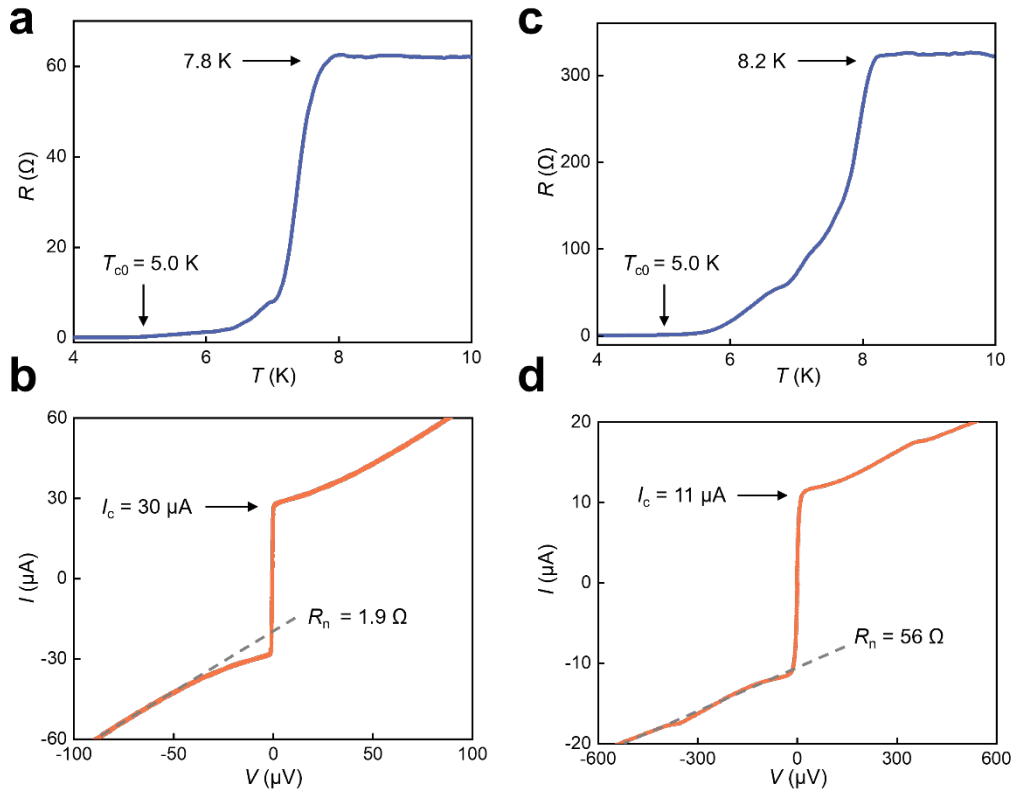 a
7.8 K
60
40
20
0
R (Ω)
Tc0 = 5.0 K
4
6
8
10
T (K)
c
8.2 K
300
200
100
0
R (Ω)
Tc0 = 5.0 K
4
6
8
10
T (K)
b
60
30
0
-30
-60
I (µA)
Ic = 30 µA
Rn = 1.9 Ω
-100
-50
0
50
100
V (µV)
d
20
10
0
-10
-20
I (µA)
Ic = 11 µA
Rn = 56 Ω
-600
-300
0
300
600
V (µV)